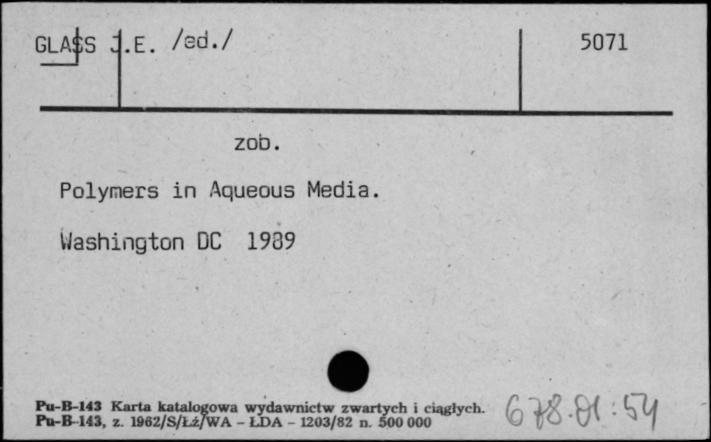 GLASS J.E. /ed./ 5071
zob.
Polymers in Aqueous Media.
Washington DC 1989
Pu-B-143 Karta katalogowa wydawnictw zwartych i ciągłych.
Pu-B-143, z. 1962/S/Łż/WA - ŁDA - 1203/82 n. 500 000
678.01:54